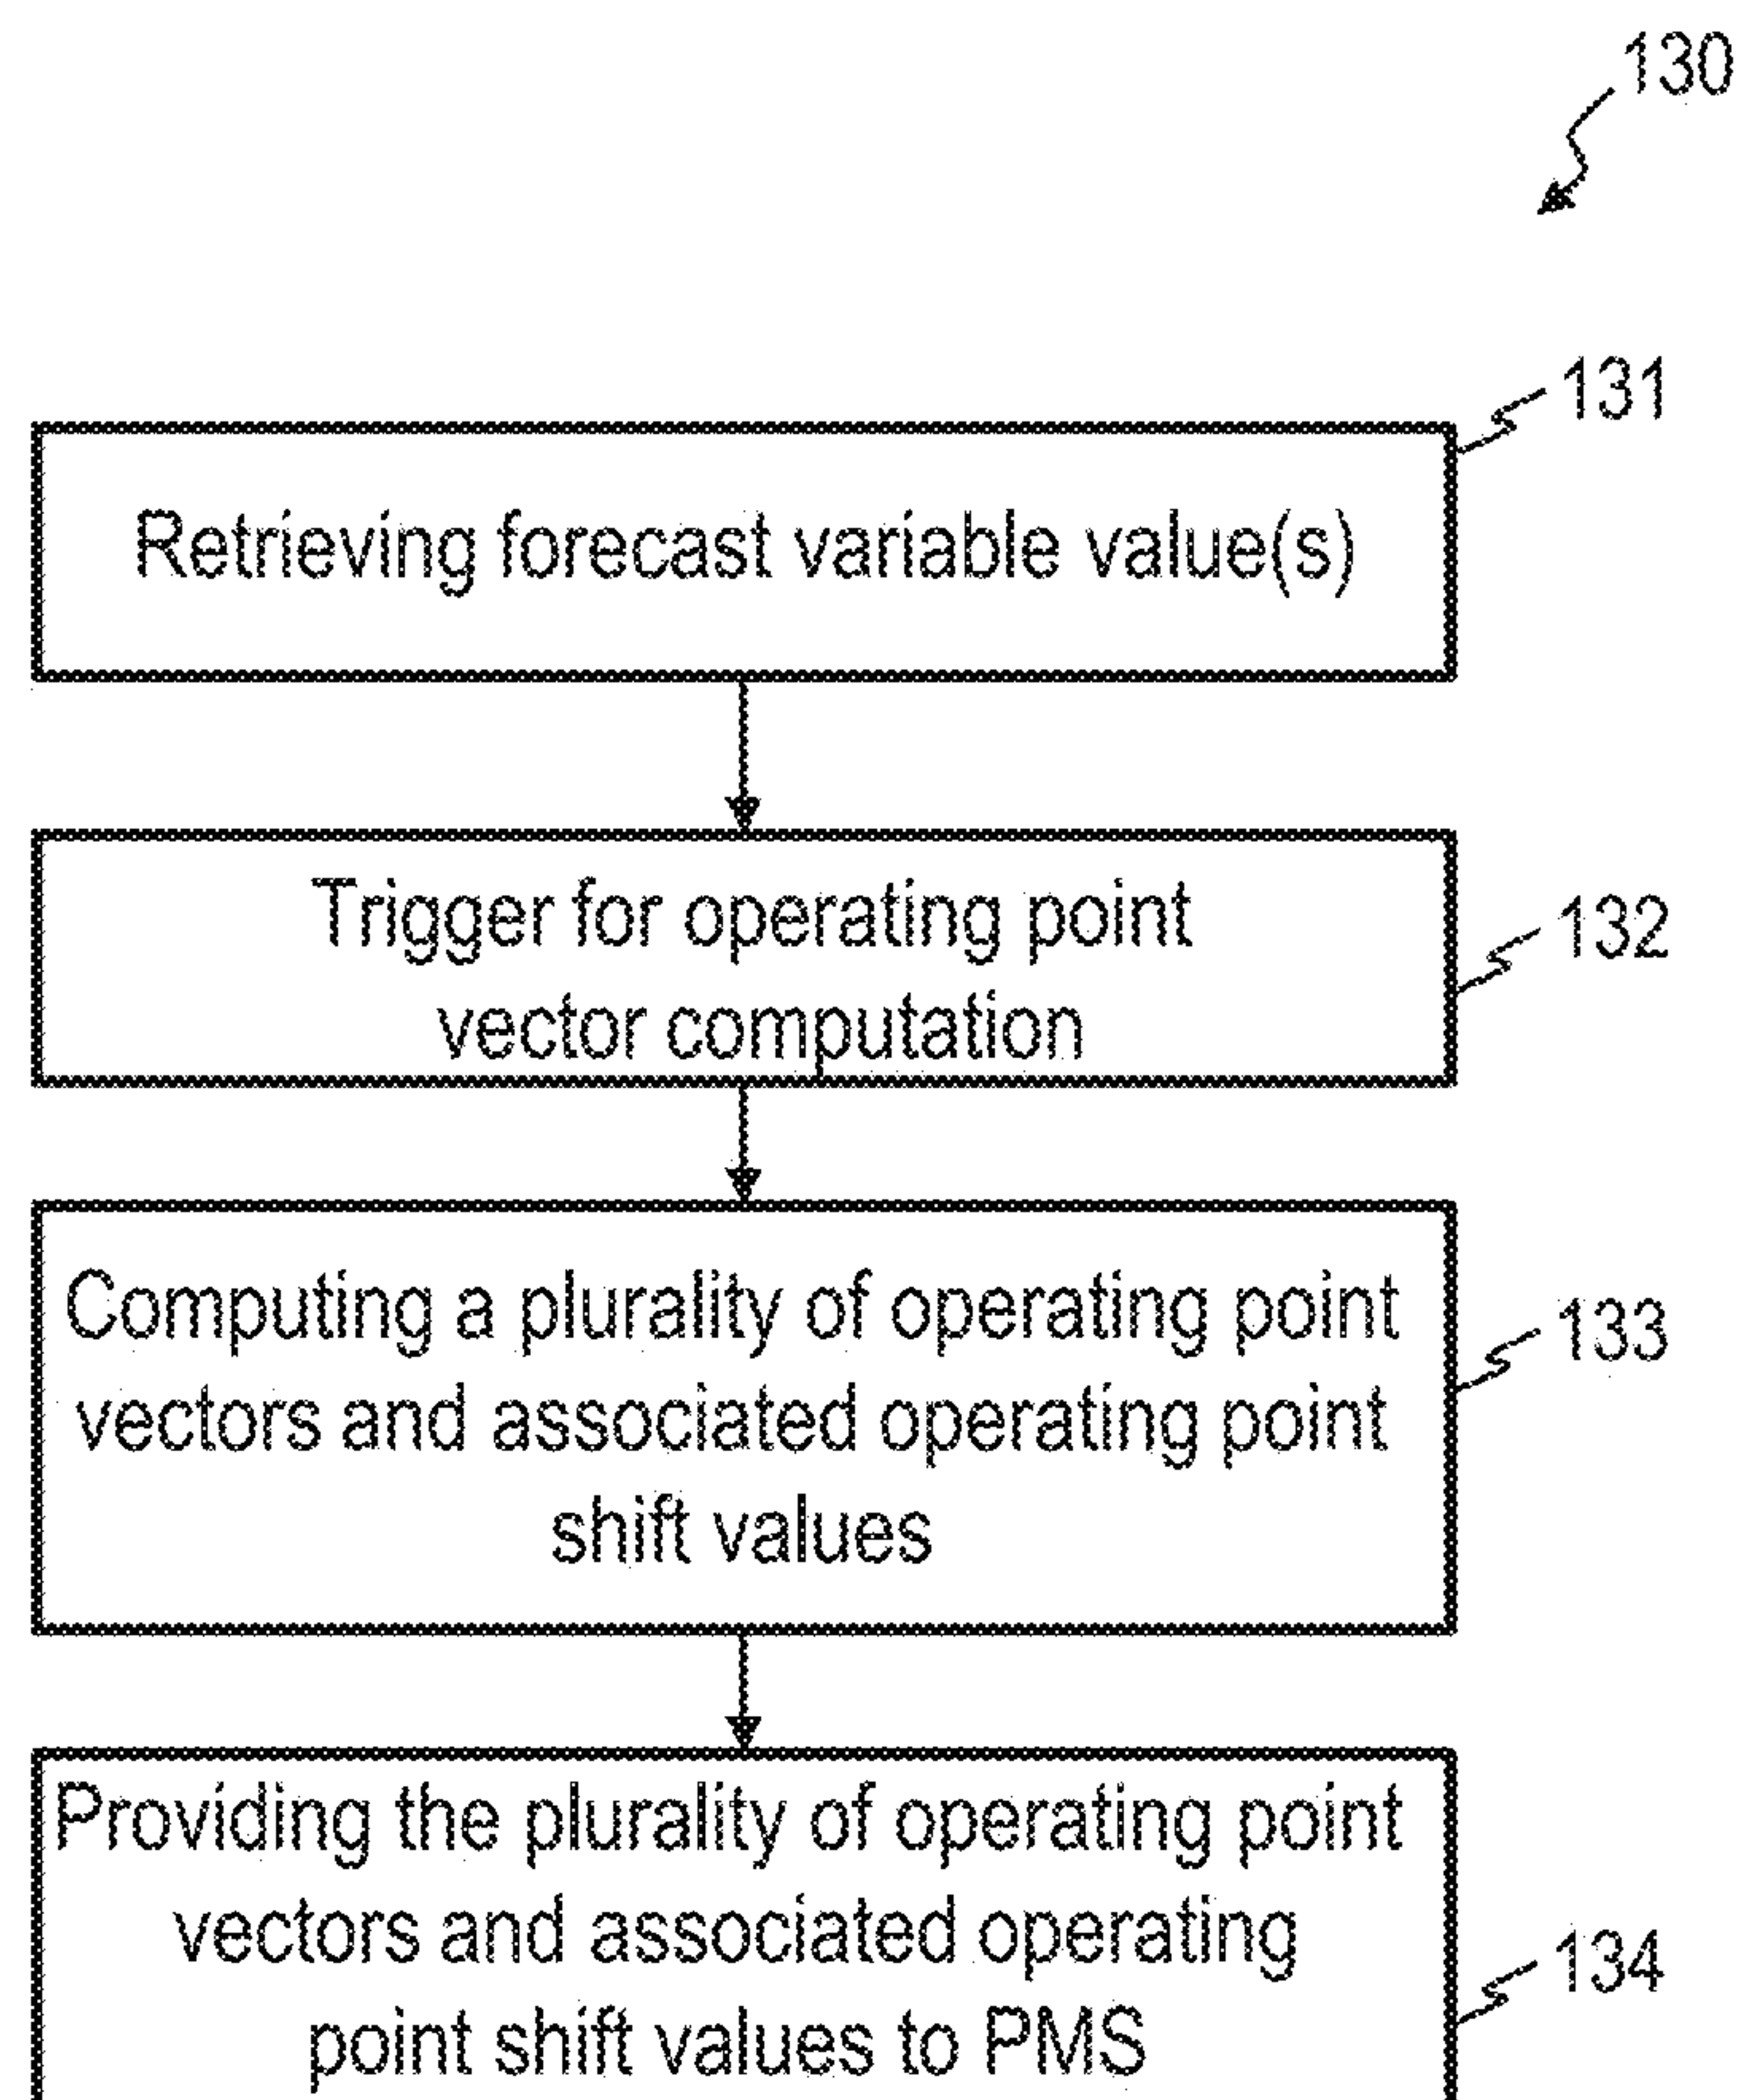 130
131
Retrieving forecast variable value(s)
Trigger for operating point
vector computation
132
Computing a plurality of operating point
vectors and associated operating point
shift values
133
Providing the plurality of operating point
vectors and associated operating
point shift values to PMS
134